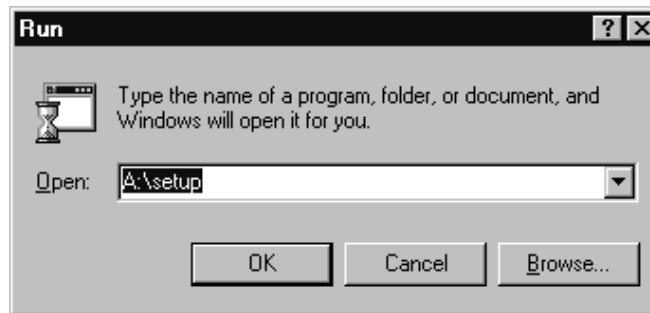 Run
Type the name of a program, folder, or document, and
Windows will open it for you.
Open: A:\setup
OK Cancel Browse...